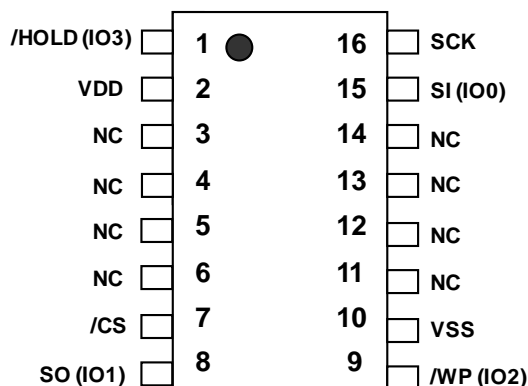 /HOLD (IO3) 1 16 SCK
VDD 2 15 SI (IO0)
NC 3 14 NC
NC 4 13 NC
NC 5 12 NC
NC 6 11 NC
/CS 7 10 VSS
SO (IO1) 8 9 /WP (IO2)